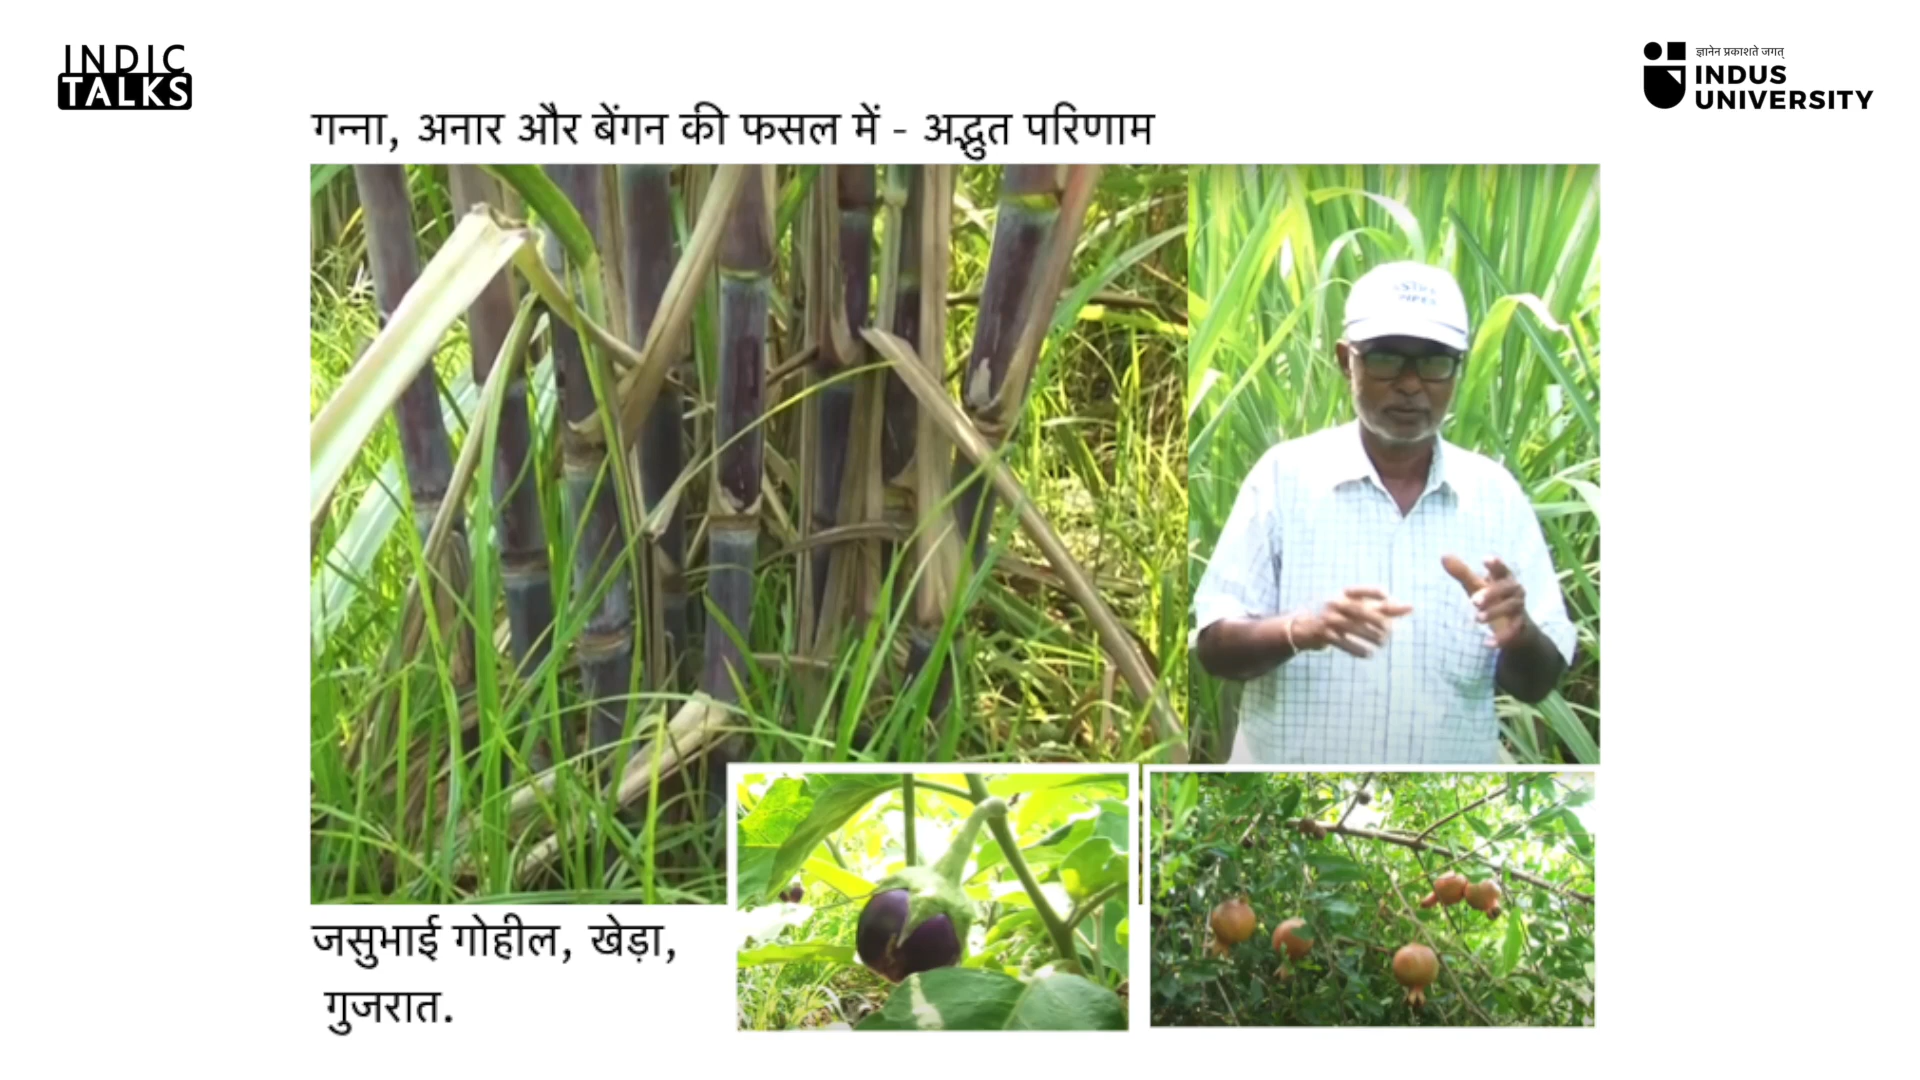 INDIC
TALKS
ज्ञानेन प्रकाशते जगत्
INDUS
UNIVERSITY
गन्ना, अनार और बेंगन की फसल में - अद्भुत परिणाम
जसुभाई गोहील, खेड़ा,
गुजरात.